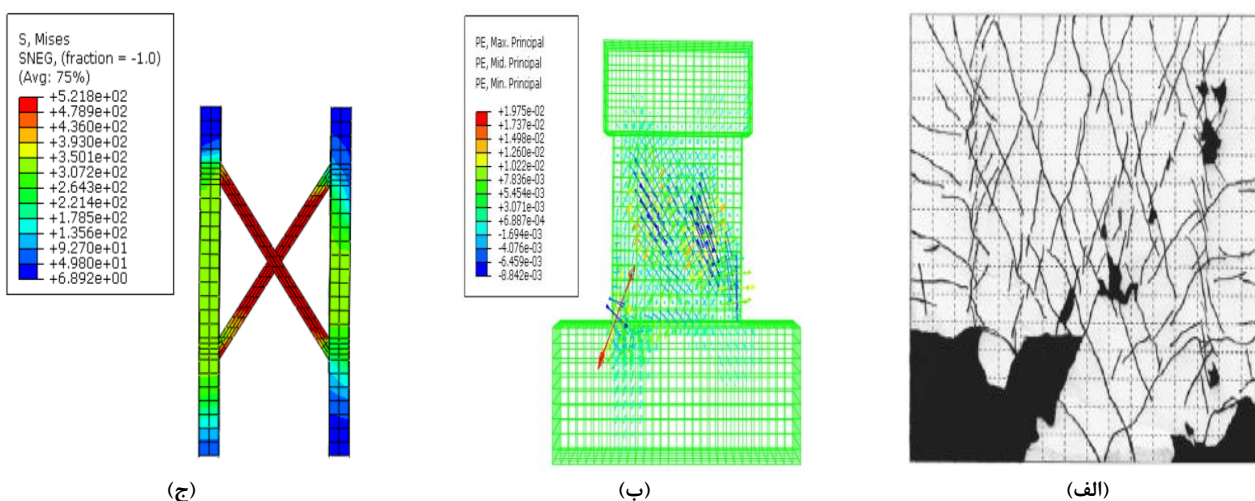 S, Mises
SNEG, (fraction = -1.0)
(Avg: 75%)
+5.218e+02
+4.789e+02
+4.360e+02
+3.930e+02
+3.501e+02
+3.072e+02
+2.643e+02
+2.214e+02
+1.785e+02
+1.356e+02
+9.270e+01
+4.980e+01
+6.892e+00
PE, Max. Principal
PE, Mid. Principal
PE, Min. Principal
+1.975e-02
+1.737e-02
+1.498e-02
+1.260e-02
+1.022e-02
+7.836e-03
+5.454e-03
+3.071e-03
+6.887e-04
-1.694e-03
-4.076e-03
-6.459e-03
-8.842e-03
(الف)
(ب)
(ج)